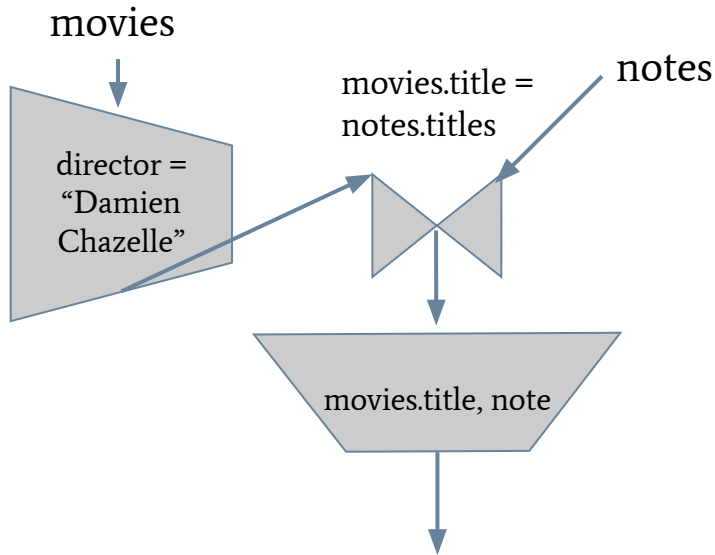 movies
notes
movies.title =
notes.titles
director =
“Damien
Chazelle”
movies.title, note